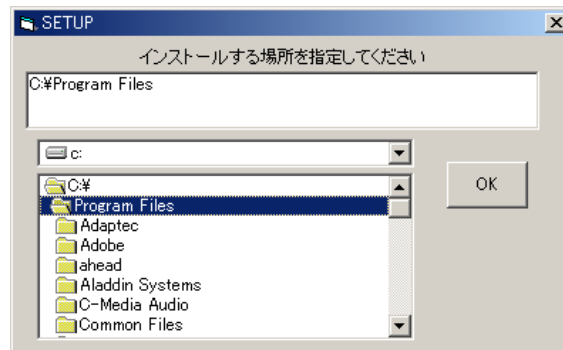 SETUP
インストールする場所を指定してください
C:¥Program Files
c:
C:¥
Program Files
OK
Adaptec
Adobe
ahead
Aladdin Systems
C-Media Audio
Common Files